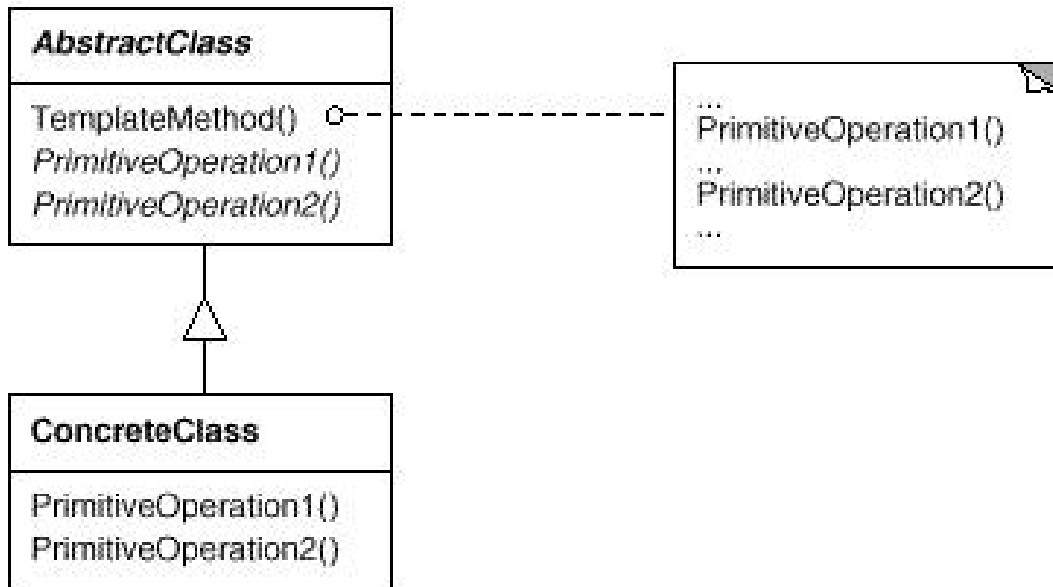 AbstractClass
TemplateMethod()
PrimitiveOperation1()
PrimitiveOperation2()
...
PrimitiveOperation1()
...
PrimitiveOperation2()
...
ConcreteClass
PrimitiveOperation1()
PrimitiveOperation2()